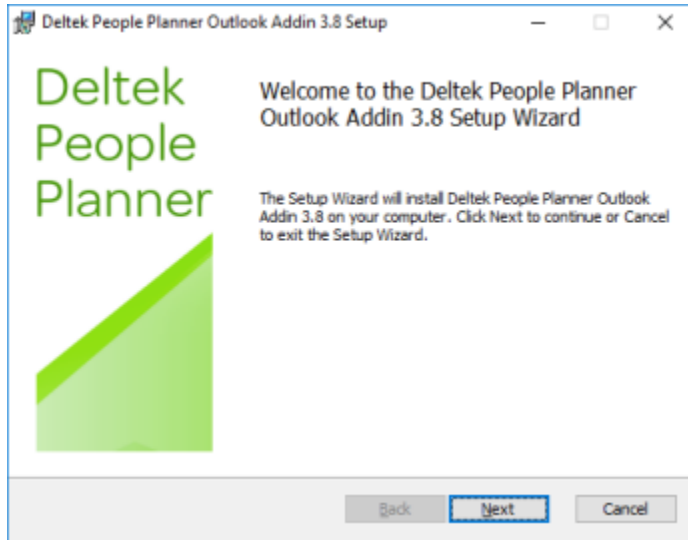 Deltek People Planner Outlook Addin 3.8 Setup
Deltek
People
Planner
Welcome to the Deltek People Planner
Outlook Addin 3.8 Setup Wizard
The Setup Wizard will install Deltek People Planner Outlook
Addin 3.8 on your computer. Click Next to continue or Cancel
to exit the Setup Wizard.
Back
Next
Cancel